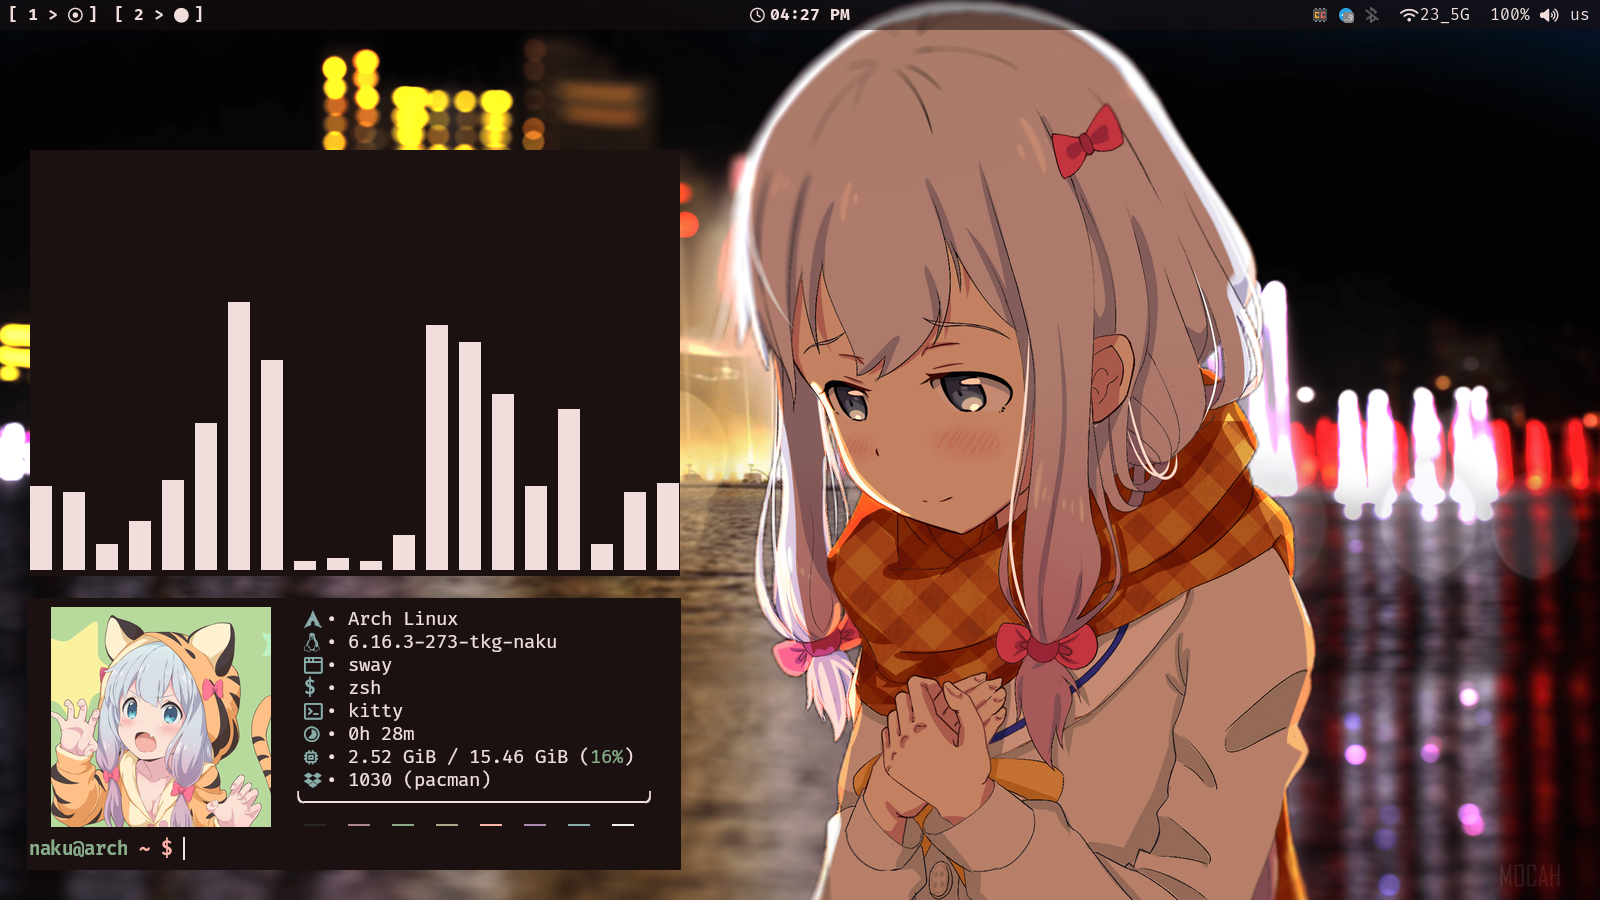 [ 1 > ] [ 2 > ]
04:27 PM
23_5G 100% us
• Arch Linux
• 6.16.3-273-tkg-naku
• sway
$ • zsh
• kitty
• 0h 28m
• 2.52 GiB / 15.46 GiB (16%)
• 1030 (pacman)
naku@arch ~ $
MOCAH